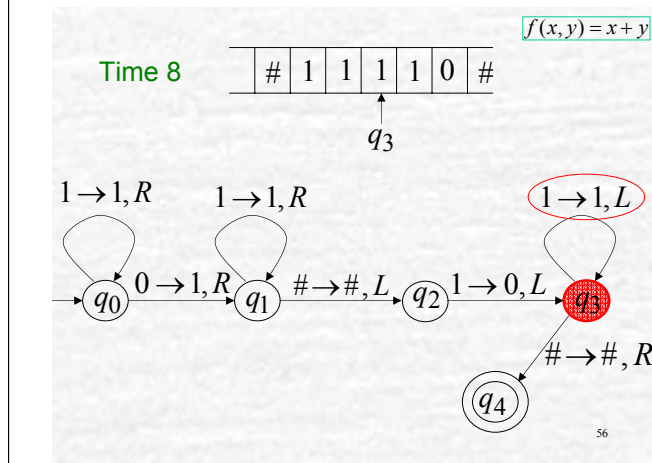 f(x, y) = x + y
Time 8
# 1 1 1 1 0 #
q3
1 → 1, R 1 → 1, R 1 → 1, L
q0 0 → 1, R q1 # → #, L q2 1 → 0, L q3
# → #, R
q4
56